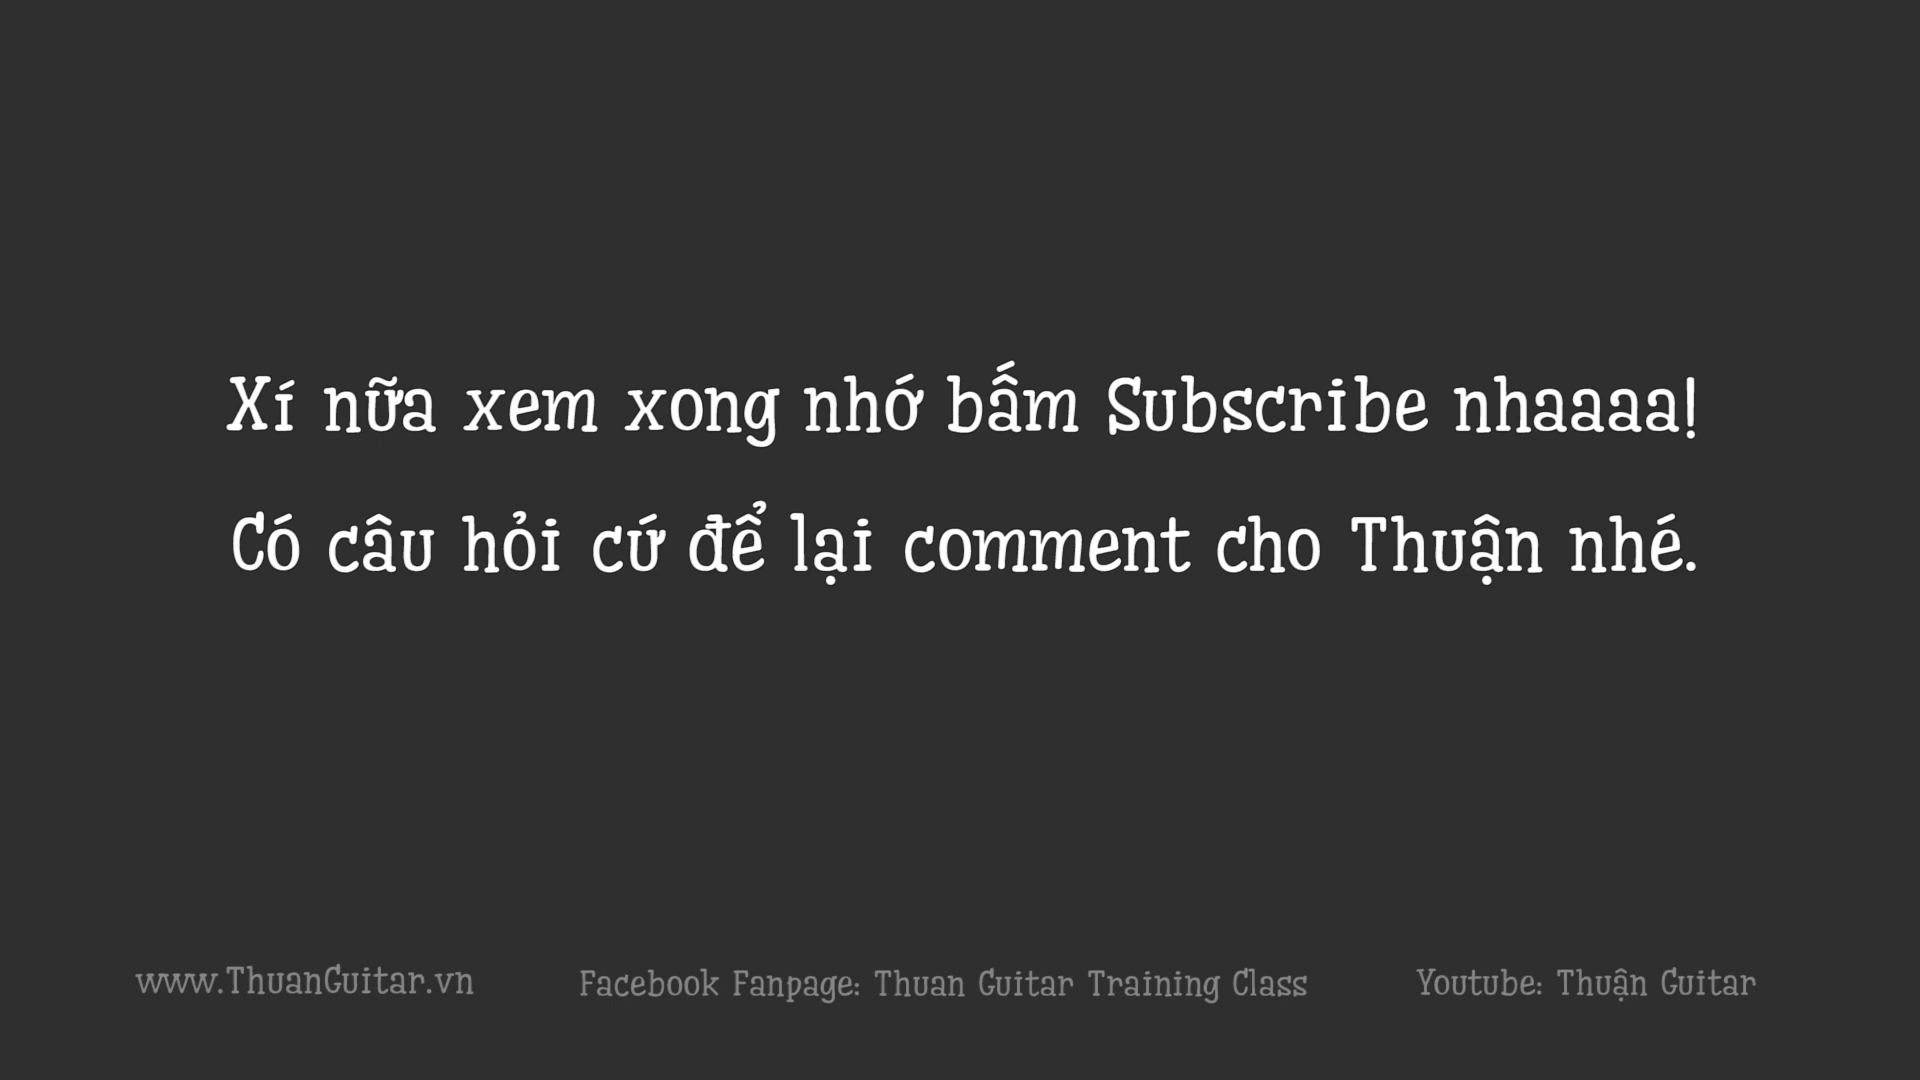 Xí nữa xem xong nhớ bấm Subscribe nhaaaa!
Có câu hỏi cứ để lại comment cho Thuận nhé.
www.ThuanGuitar.vn
Facebook Fanpage: Thuan Guitar Training Class
Youtube: Thuận Guitar